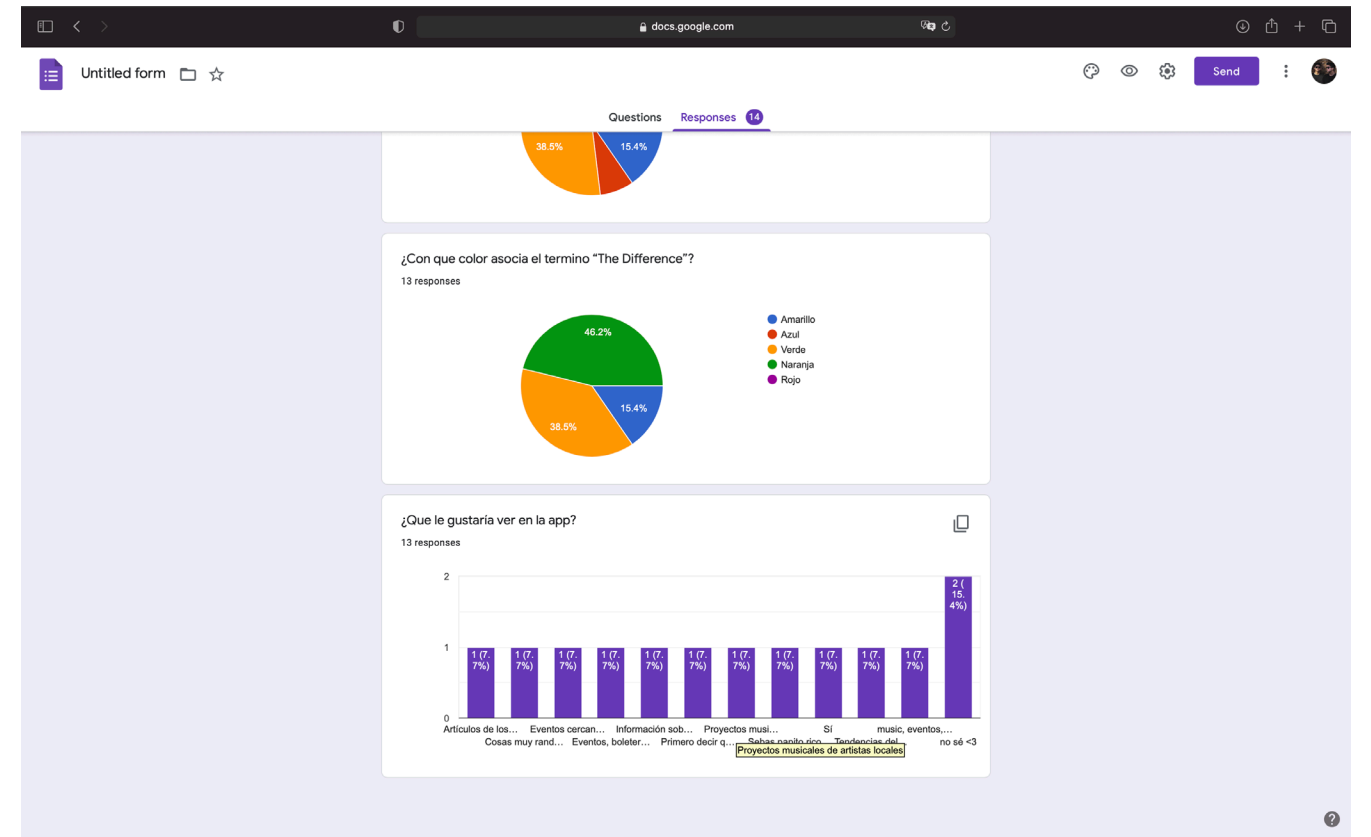 docs.google.com
Untitled form
Send
Questions Responses 14
38.5% 15.4%
¿Con que color asocia el termino “The Difference”?
13 responses
46.2%
15.4%
38.5%
Amarillo
Azul
Verde
Naranja
Rojo
¿Que le gustaría ver en la app?
13 responses
2
1
0
1 (7.7%)
1 (7.7%)
1 (7.7%)
1 (7.7%)
1 (7.7%)
1 (7.7%)
1 (7.7%)
1 (7.7%)
1 (7.7%)
1 (7.7%)
1 (7.7%)
2 (15.4%)
Artículos de los… Eventos cercan… Información sob… Proyectos musi… Sí music, eventos,…
Cosas muy rand… Eventos, boleter… Primero decir q… Sebas papito rico Tendencias del… no sé <3
Proyectos musicales de artistas locales